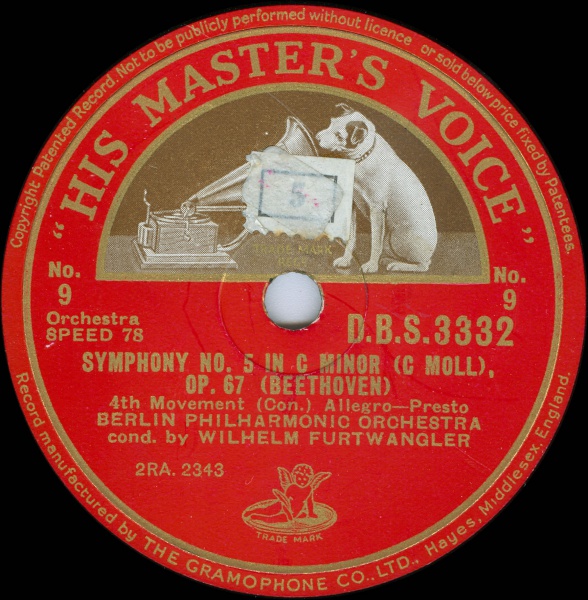 Copyright Patented Record. Not to be publicly performed without licence or sold below price fixed by Patentees.
"HIS MASTER'S VOICE"
5
TRADE MARK
No.
9
No.
9
Orchestra
SPEED 78
D.B.S.3332
SYMPHONY NO. 5 IN C MINOR (C MOLL),
OP. 67 (BEETHOVEN)
4th Movement (Con.) Allegro—Presto
BERLIN PHILHARMONIC ORCHESTRA
cond. by WILHELM FURTWANGLER
2RA. 2343
TRADE MARK
Record manufactured by THE GRAMOPHONE CO., LTD., Hayes, Middlesex, England.